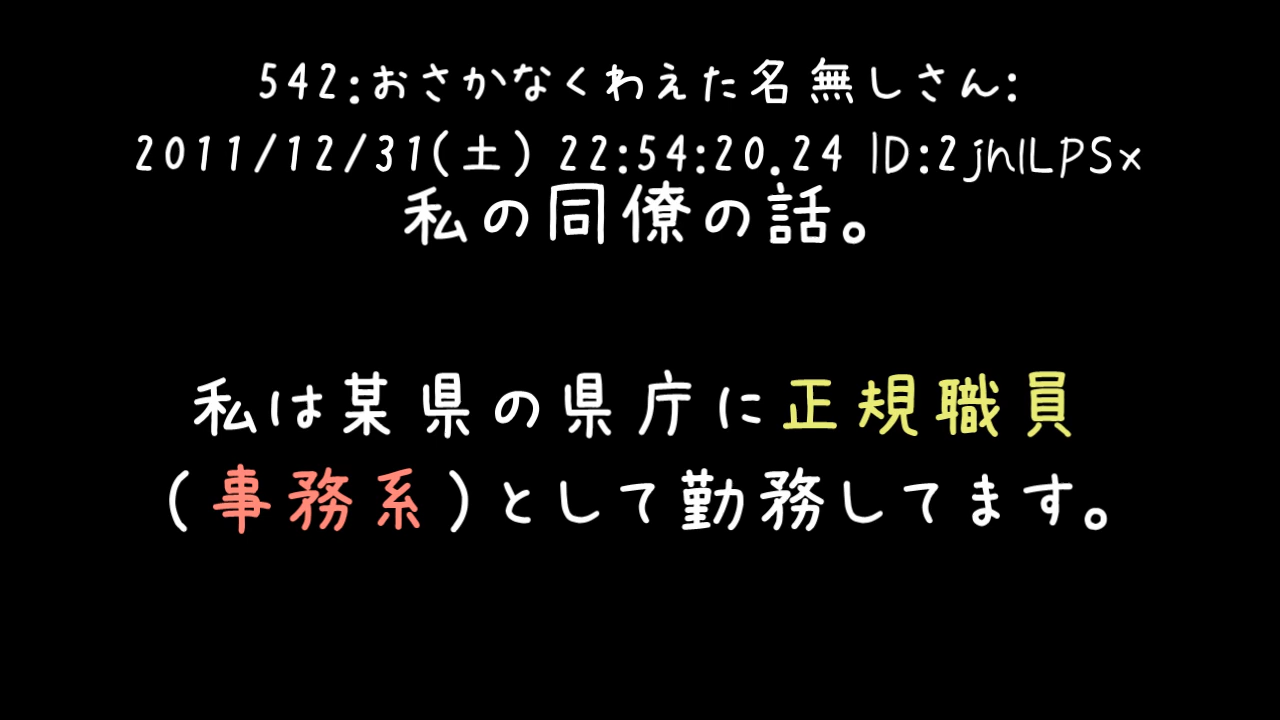 542:おさかなくわえた名無しさん:
2011/12/31(土) 22:54:20.24 ID:2jhlLPSx
私の同僚の話。
私は某県の県庁に正規職員
(事務系)として勤務してます。